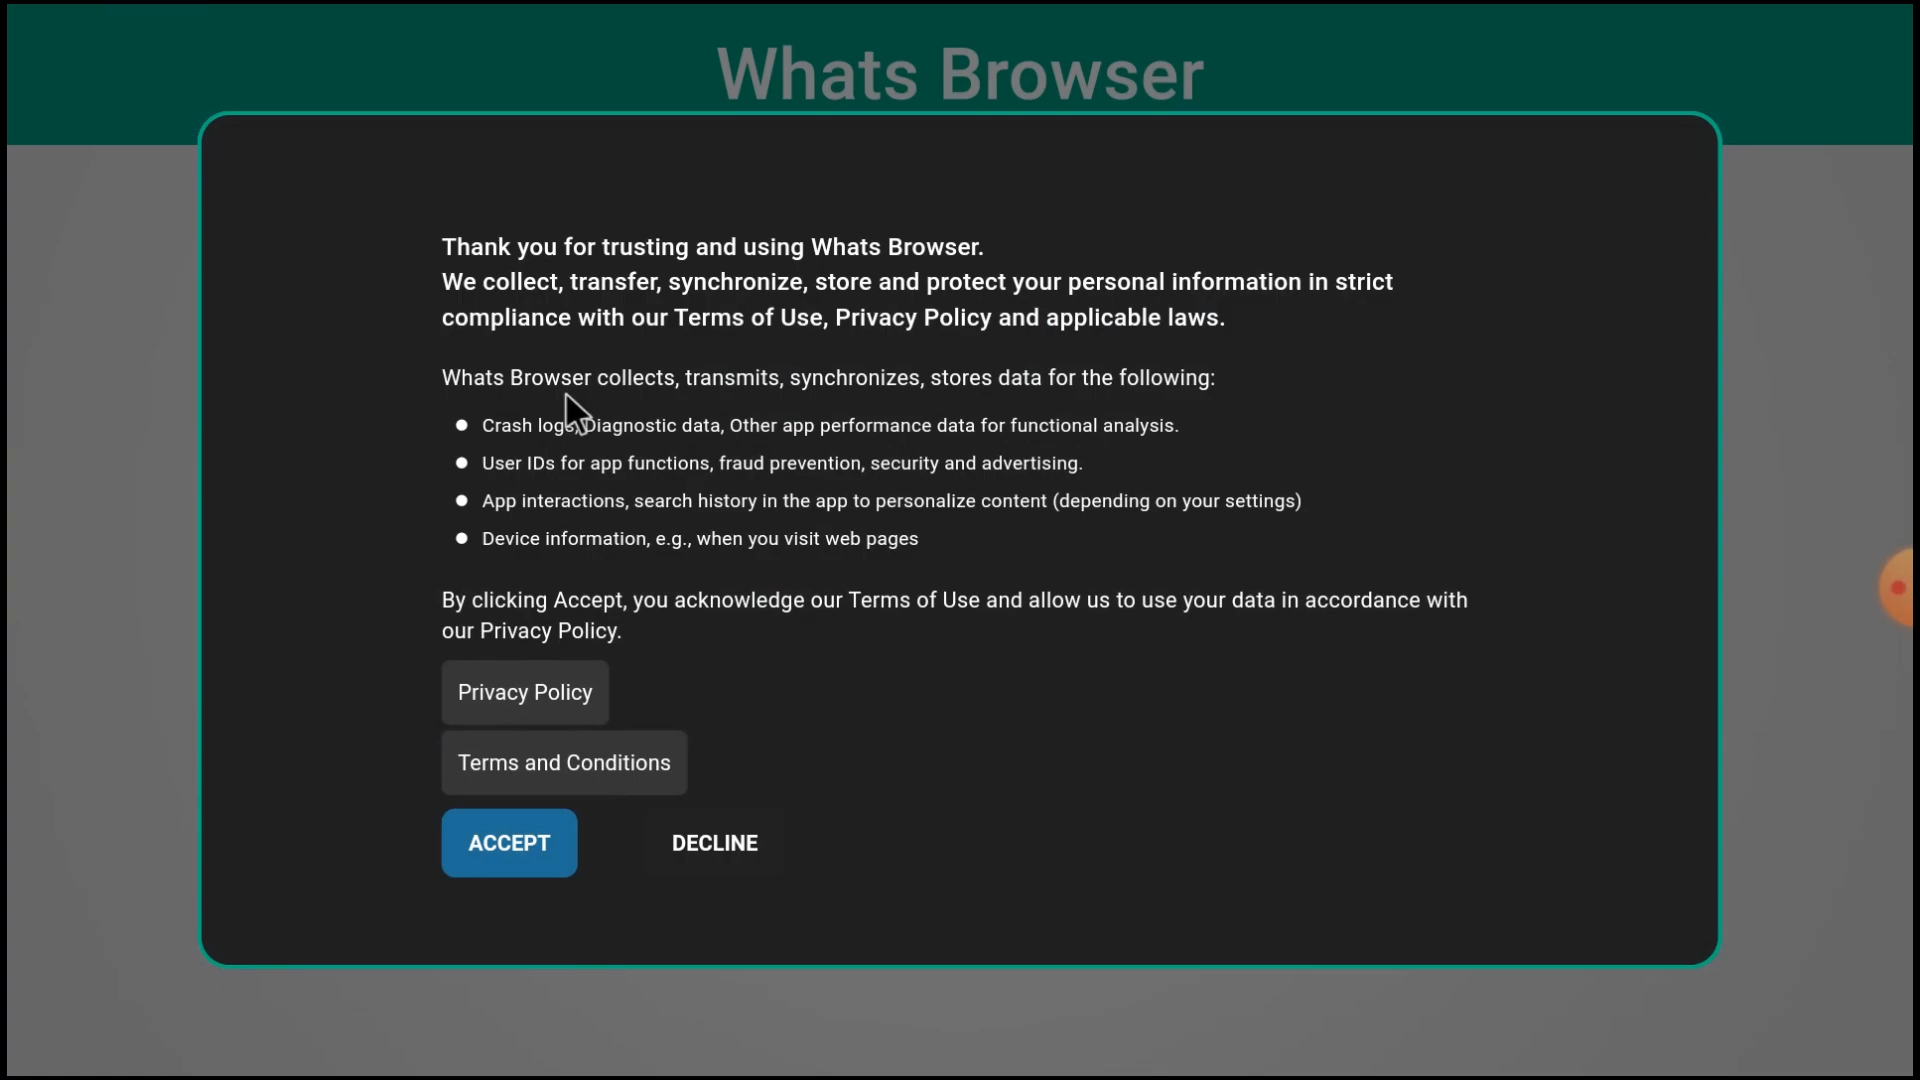 Whats Browser
Thank you for trusting and using Whats Browser.
We collect, transfer, synchronize, store and protect your personal information in strict
compliance with our Terms of Use, Privacy Policy and applicable laws.
Whats Browser collects, transmits, synchronizes, stores data for the following:
Crash logs, Diagnostic data, Other app performance data for functional analysis.
User IDs for app functions, fraud prevention, security and advertising.
App interactions, search history in the app to personalize content (depending on your settings)
Device information, e.g., when you visit web pages
By clicking Accept, you acknowledge our Terms of Use and allow us to use your data in accordance with
our Privacy Policy.
Privacy Policy
Terms and Conditions
ACCEPT DECLINE